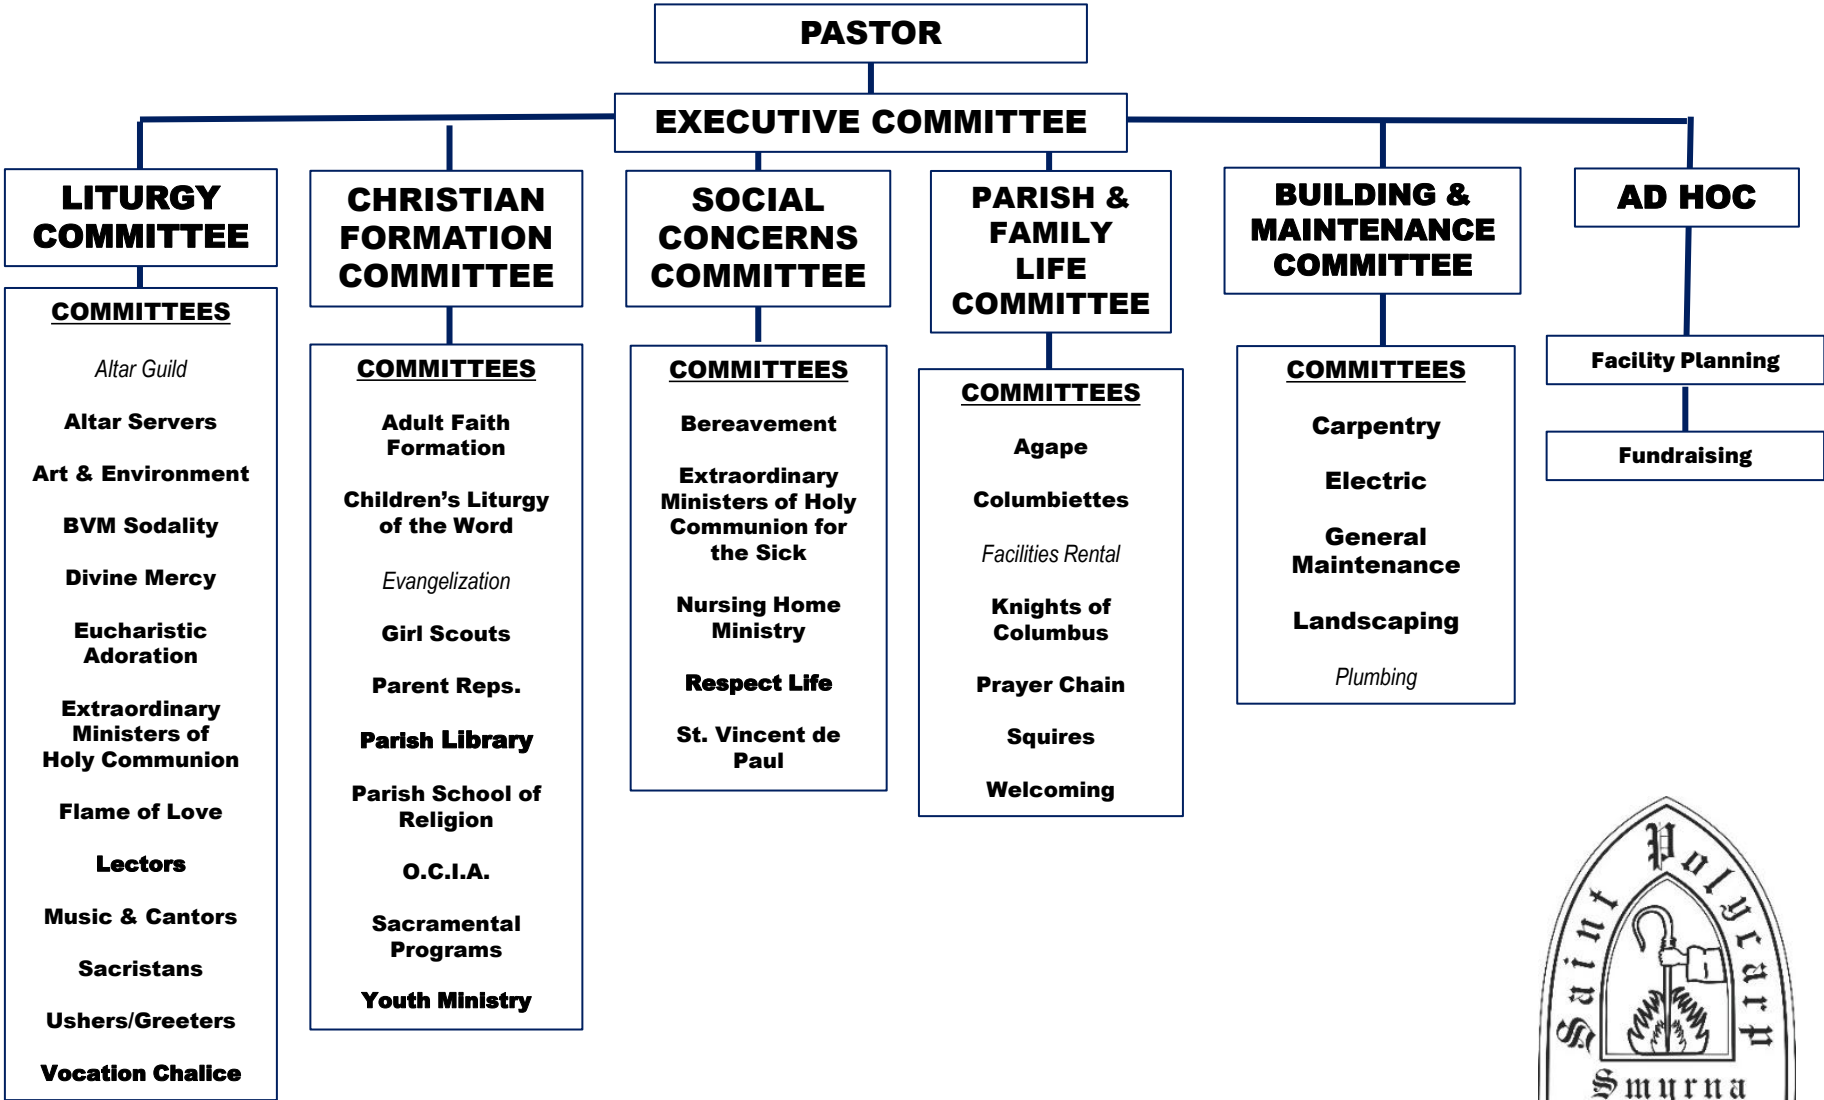 PASTOR
EXECUTIVE COMMITTEE
LITURGY
COMMITTEE
COMMITTEES
Altar Guild
Altar Servers
Art & Environment
BVM Sodality
Divine Mercy
Eucharistic
Adoration
Extraordinary
Ministers of
Holy Communion
Flame of Love
Lectors
Music & Cantors
Sacristans
Ushers/Greeters
Vocation Chalice
CHRISTIAN
FORMATION
COMMITTEE
COMMITTEES
Adult Faith
Formation
Children’s Liturgy
of the Word
Evangelization
Girl Scouts
Parent Reps.
Parish Library
Parish School of
Religion
O.C.I.A.
Sacramental
Programs
Youth Ministry
SOCIAL
CONCERNS
COMMITTEE
COMMITTEES
Bereavement
Extraordinary
Ministers of Holy
Communion for
the Sick
Nursing Home
Ministry
Respect Life
St. Vincent de
Paul
PARISH &
FAMILY
LIFE
COMMITTEE
COMMITTEES
Agape
Columbiettes
Facilities Rental
Knights of
Columbus
Prayer Chain
Squires
Welcoming
BUILDING &
MAINTENANCE
COMMITTEE
COMMITTEES
Carpentry
Electric
General
Maintenance
Landscaping
Plumbing
AD HOC
Facility Planning
Fundraising
Saint Polycarp
Smyrna